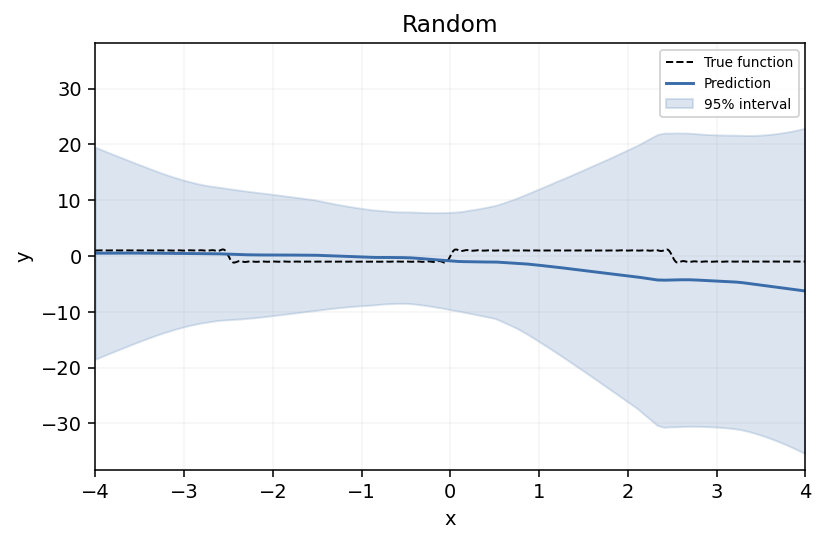 Random
True function
Prediction
95% interval
30
20
10
0
−10
−20
−30
y
−4 −3 −2 −1 0 1 2 3 4
x